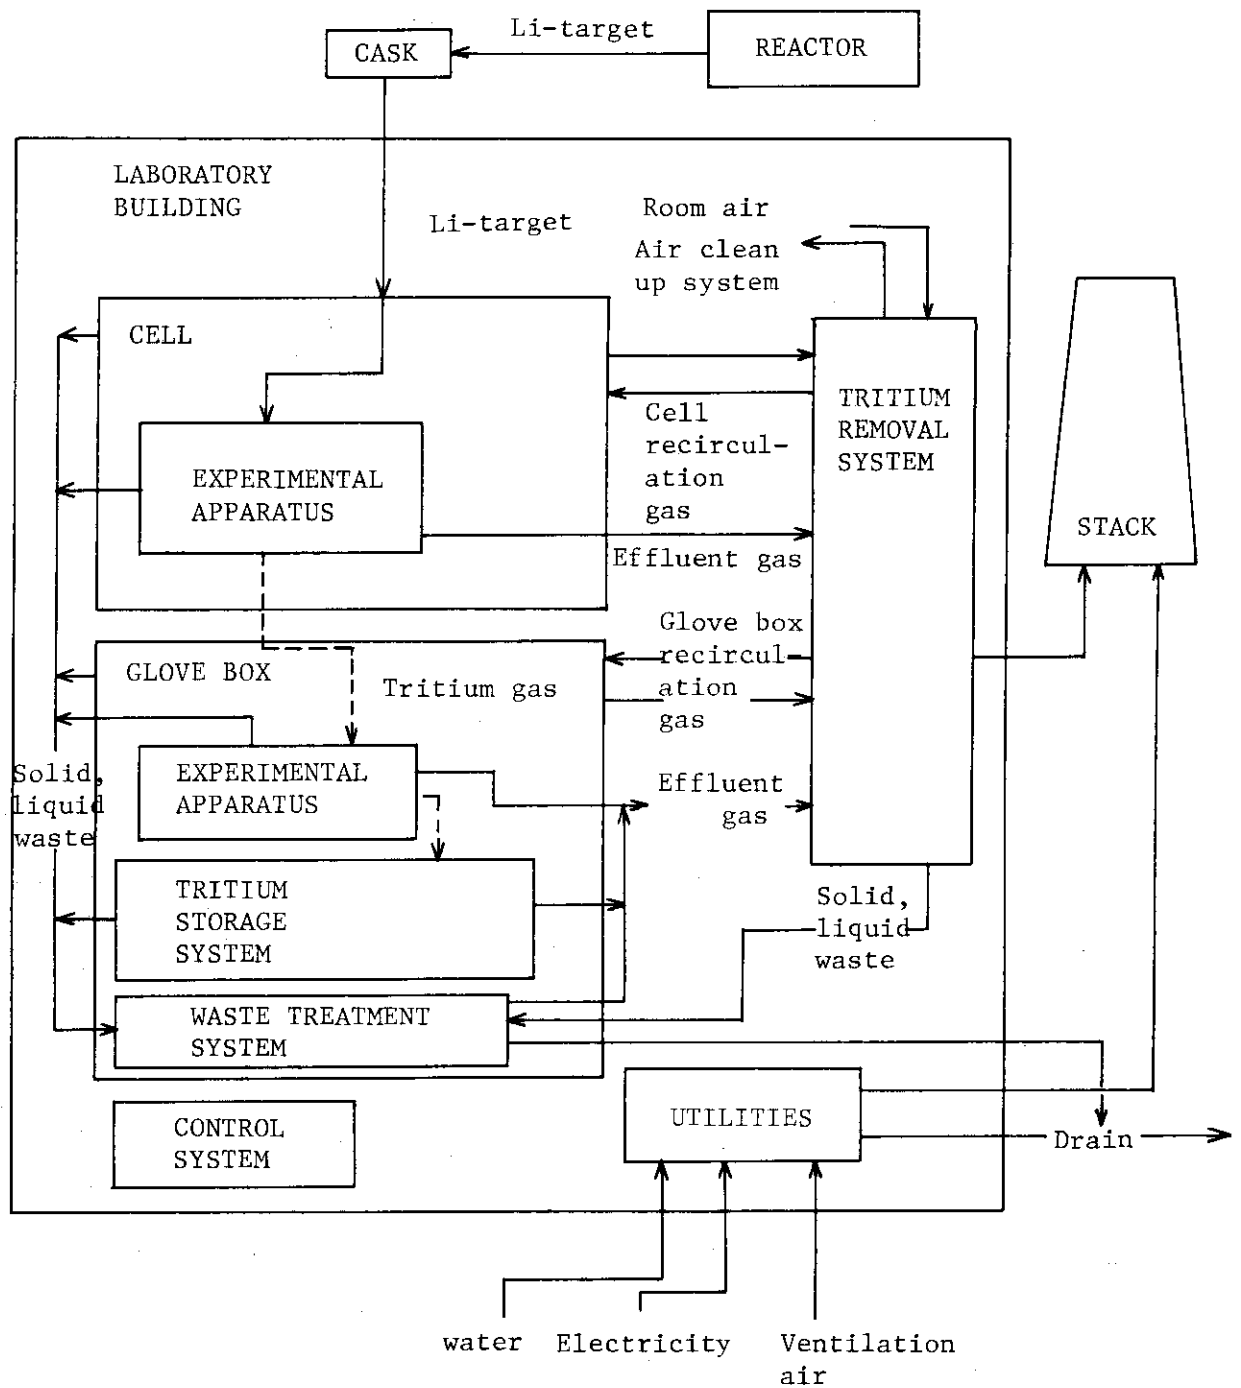 Li-target
CASK
REACTOR
LABORATORY
BUILDING
Li-target
Room air
Air clean
up system
CELL
TRITIUM
REMOVAL
SYSTEM
Cell
recircul-
ation
gas
EXPERIMENTAL
APPARATUS
STACK
Effluent gas
Glove box
recircul-
ation
gas
GLOVE BOX
Tritium gas
Solid,
liquid
waste
EXPERIMENTAL
APPARATUS
Effluent
gas
TRITIUM
STORAGE
SYSTEM
Solid,
liquid
waste
WASTE TREATMENT
SYSTEM
CONTROL
SYSTEM
UTILITIES
Drain
water
Electricity
Ventilation
air